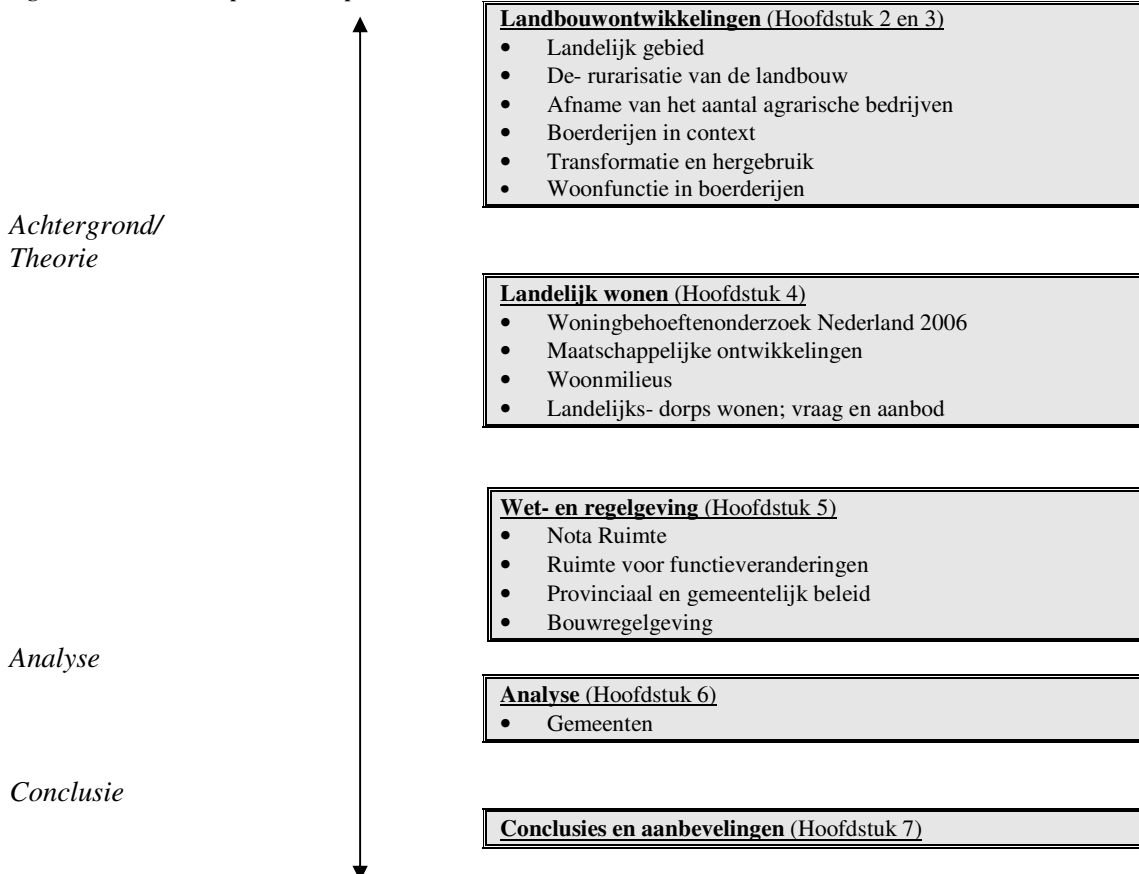 Landbouwontwikkelingen (Hoofdstuk 2 en 3)
• Landelijk gebied
• De- rurarisatie van de landbouw
• Afname van het aantal agrarische bedrijven
• Boerderijen in context
• Transformatie en hergebruik
• Woonfunctie in boerderijen
Achtergrond/
Theorie
Landelijk wonen (Hoofdstuk 4)
• Woningbehoeftenonderzoek Nederland 2006
• Maatschappelijke ontwikkelingen
• Woonmilieus
• Landelijks- dorps wonen; vraag en aanbod
Wet- en regelgeving (Hoofdstuk 5)
• Nota Ruimte
• Ruimte voor functieveranderingen
• Provinciaal en gemeentelijk beleid
• Bouwregelgeving
Analyse
Analyse (Hoofdstuk 6)
• Gemeenten
Conclusie
Conclusies en aanbevelingen (Hoofdstuk 7)